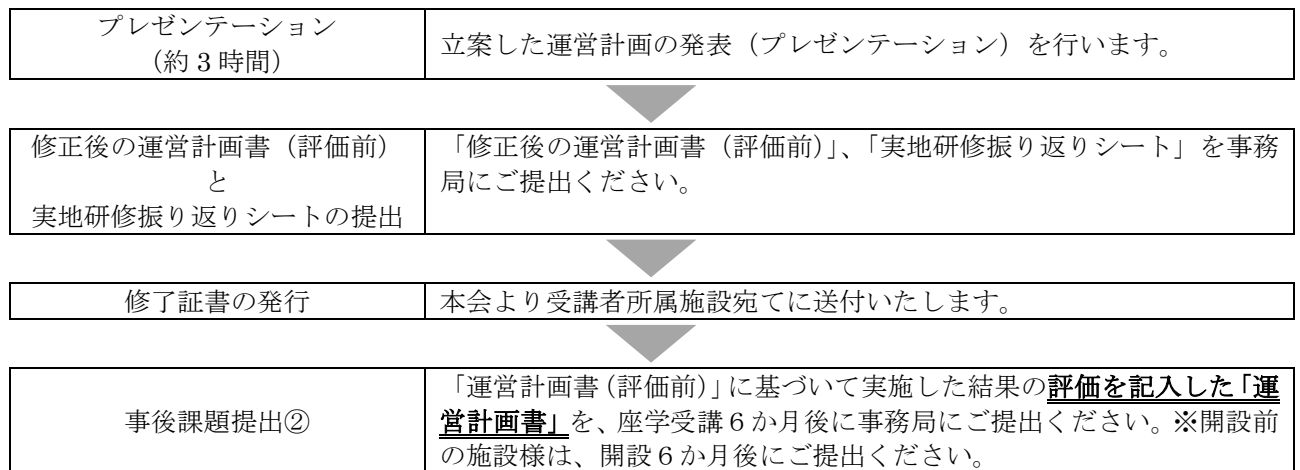 プレゼンテーション
（約３時間）
立案した運営計画の発表（プレゼンテーション）を行います。
修正後の運営計画書（評価前）
と
実地研修振り返りシートの提出
「修正後の運営計画書（評価前）」、「実地研修振り返りシート」を事務
局にご提出ください。
修了証書の発行
本会より受講者所属施設宛てに送付いたします。
事後課題提出②
「運営計画書（評価前）」に基づいて実施した結果の評価を記入した「運
営計画書」を、座学受講６か月後に事務局にご提出ください。※開設前
の施設様は、開設６か月後にご提出ください。